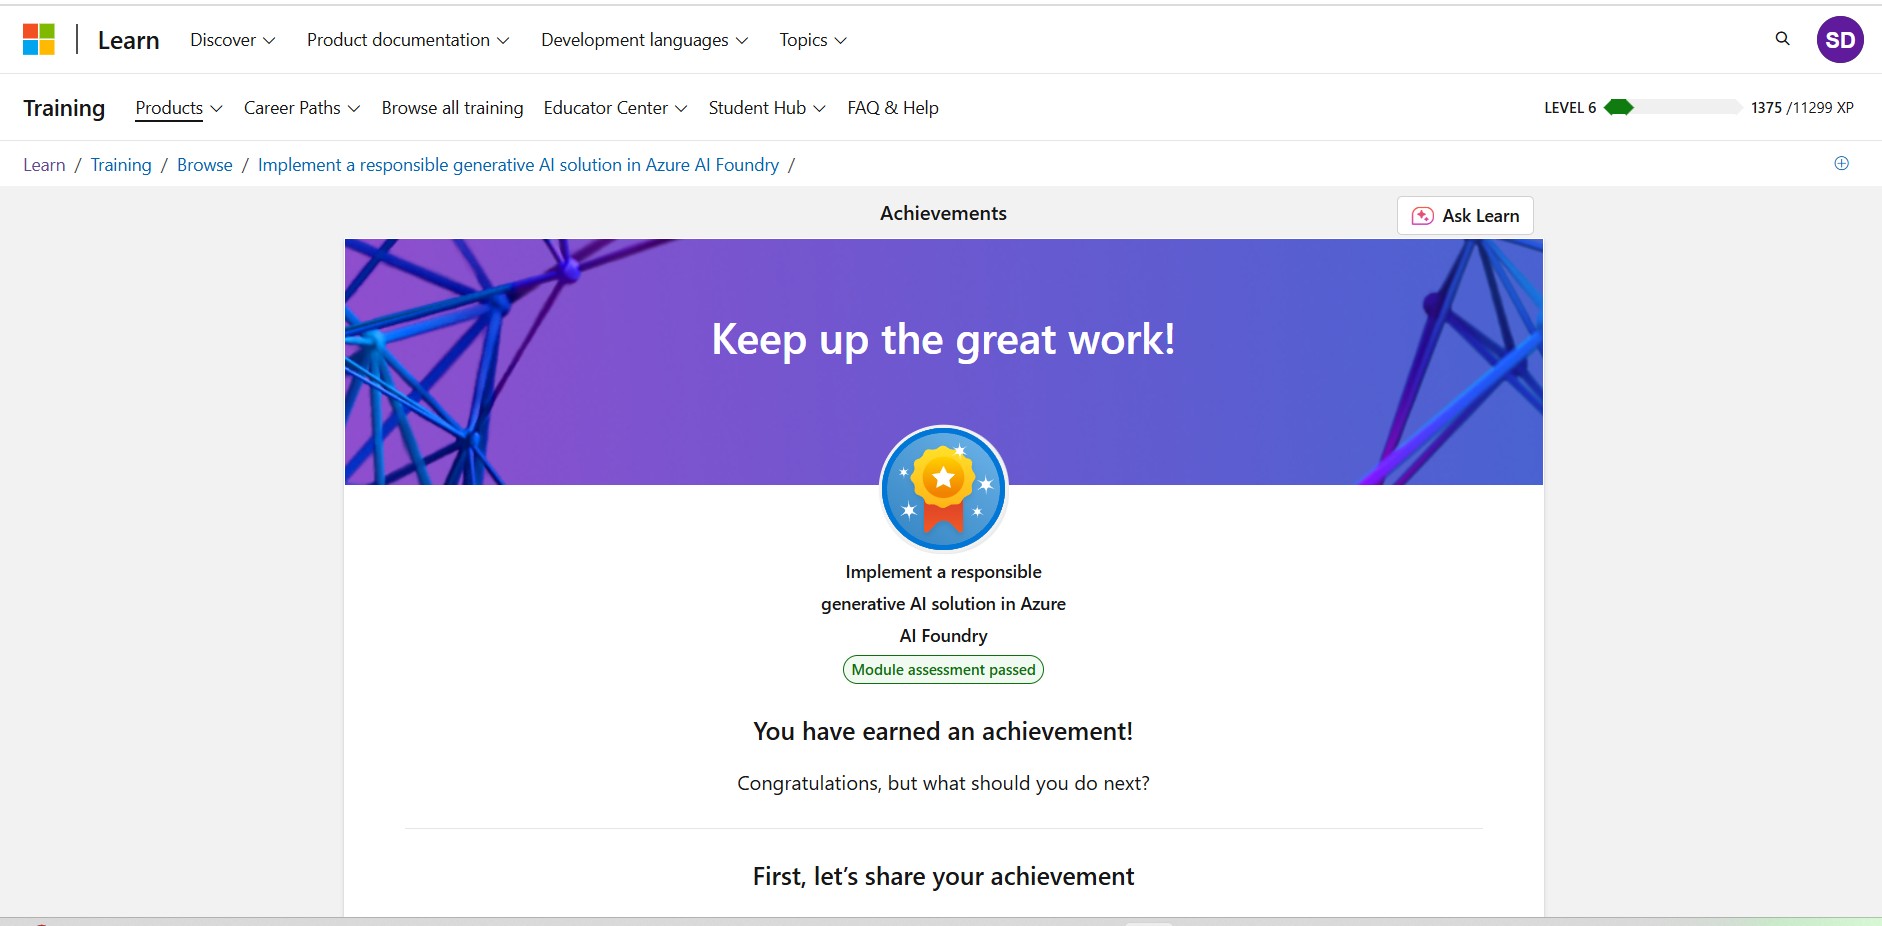 Learn Discover Product documentation Development languages Topics SD
Training Products Career Paths Browse all training Educator Center Student Hub FAQ & Help LEVEL 6 1375 /11299 XP
Learn / Training / Browse / Implement a responsible generative AI solution in Azure AI Foundry /
Achievements
Ask Learn
Keep up the great work!
Implement a responsible
generative AI solution in Azure
AI Foundry
Module assessment passed
You have earned an achievement!
Congratulations, but what should you do next?
First, let’s share your achievement